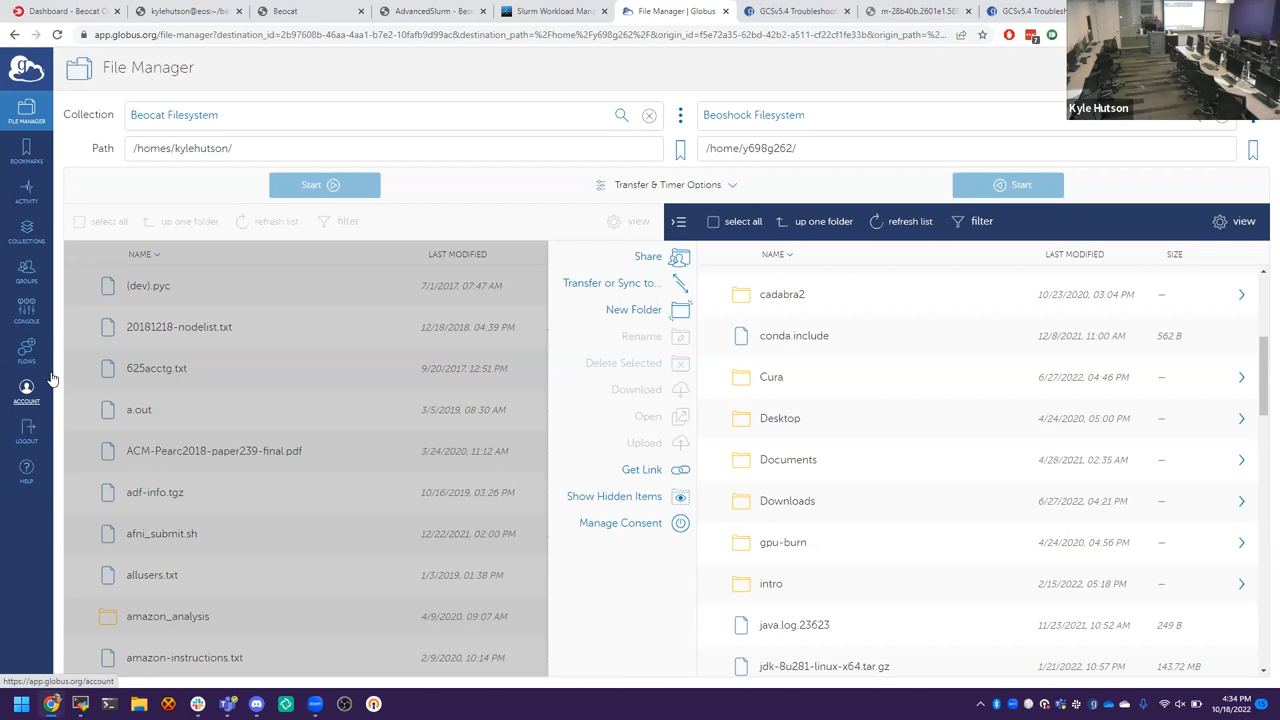 Dashboard - Beocat C
kylehutson@eos:~/be
Beocat
AdvancedSlurm - Beoc
Slurm Workload Mana
File Manager | Globus
GCSv5.4 Troubleshoot
m-28b40b.2601e1.58
GCSv5.4 Troub
app.globus.org/file-manager?destination_id=2b97608b-46a1-4aa1-b7e2-10fafb9d99ac&destination_path=%2Fhome%2Fy698g262%2F&origin_id=f5e72a35-62bd-42b2-a511-cf22cf1fe33b&origin_path=%...
7
Kyle Hutson
File Manager
FILE MANAGER
BOOKMARKS
ACTIVITY
COLLECTIONS
GROUPS
CONSOLE
FLOWS
ACCOUNT
LOGOUT
HELP
Collection
Beocat Filesystem
Beoshock Filesystem
Path
/homes/kylehutson/
/home/y698g262/
Start
Transfer & Timer Options
Start
select all
up one folder
refresh list
filter
view
select all
up one folder
refresh list
filter
view
NAME
LAST MODIFIED
(dev).pyc 7/1/2017, 07:47 AM
20181218-nodelist.txt 12/18/2018, 04:39 PM
625acctg.txt 9/20/2017, 12:51 PM
a.out 3/5/2019, 08:30 AM
ACM-Pearc2018-paper239-final.pdf 3/24/2020, 11:12 AM
adf-info.tgz 10/16/2019, 03:26 PM
afni_submit.sh 12/22/2021, 02:00 PM
allusers.txt 1/3/2019, 01:38 PM
amazon_analysis 4/9/2020, 09:07 AM
amazon-instructions.txt 2/9/2020, 10:14 PM
Share
Transfer or Sync to...
New Folder
Rename
Delete Selected
Download
Open
Upload
Get Link
Show Hidden Items
Manage Consent
NAME
LAST MODIFIED
SIZE
cadabra2 10/23/2020, 03:04 PM —
conda.include 12/8/2021, 11:00 AM 562 B
Cura 6/27/2022, 04:46 PM —
Desktop 4/24/2020, 05:00 PM —
Documents 4/28/2021, 02:35 AM —
Downloads 6/27/2022, 04:21 PM —
gpu-burn 4/24/2020, 04:56 PM —
intro 2/15/2022, 05:18 PM —
java.log.23623 11/23/2021, 10:52 AM 249 B
jdk-8u281-linux-x64.tar.gz 1/21/2022, 10:57 PM 143.72 MB
https://app.globus.org/account
4:34 PM
10/18/2022